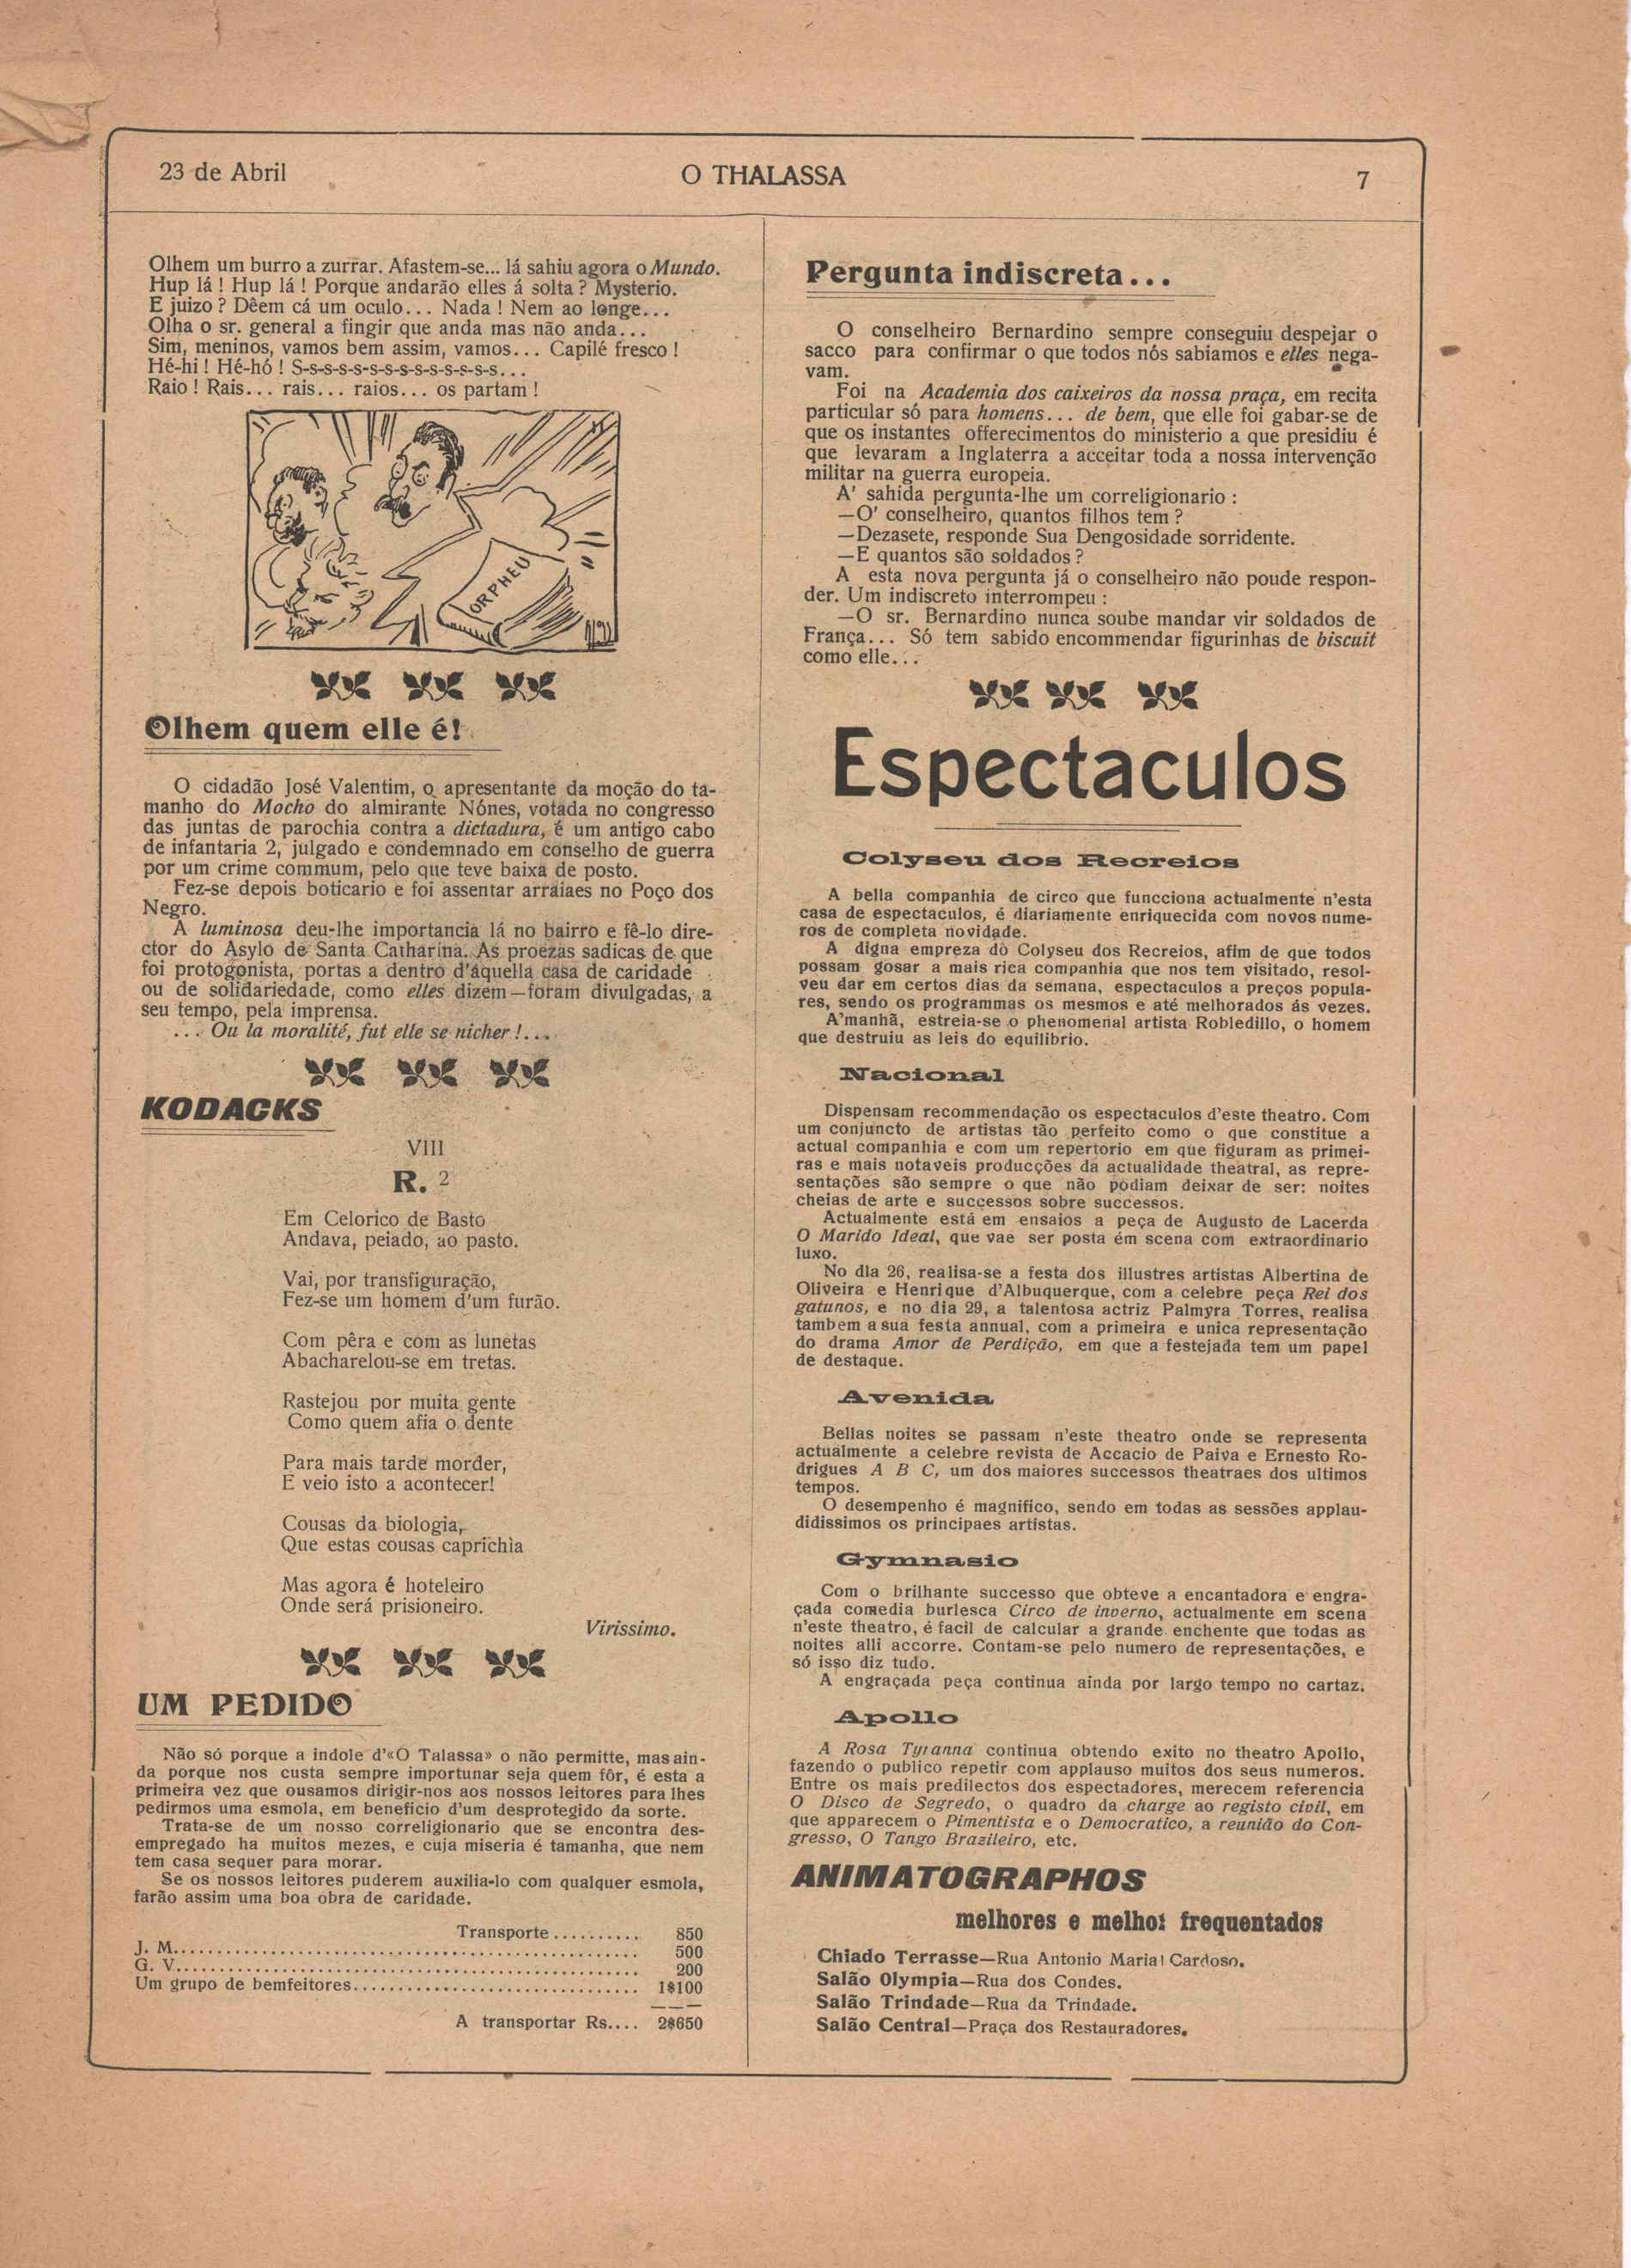 23 de Abril
O THALASSA
7
Olhem um burro a zurrar. Afastem-se... lá sahiu agora o Mundo.
Hup lá ! Hup lá ! Porque andarão elles á solta ? Mysterio.
E juizo ? Dêem cá um oculo... Nada ! Nem ao longe...
Olha o sr. general a fingir que anda mas não anda...
Sim, meninos, vamos bem assim, vamos... Capilé fresco !
Hé-hi ! Hé-hó ! S-s-s-s-s-s-s-s-s-s-s-s-s-s...
Raio ! Rais... rais... raios... os partam !
ORPHEU
Olhem quem elle é!
O cidadão José Valentim, o apresentante da moção do ta-
manho do Mocho do almirante Nónes, votada no congresso
das juntas de parochia contra a dictadura, é um antigo cabo
de infantaria 2, julgado e condemnado em conselho de guerra
por um crime commum, pelo que teve baixa de posto.
Fez-se depois boticario e foi assentar arraiaes no Poço dos
Negro.
A luminosa deu-lhe importancia lá no bairro e fê-lo dire-
ctor do Asylo de Santa Catharina. As proezas sadicas de que
foi protogonista, portas a dentro d'áquella casa de caridade
ou de solidariedade, como elles dizem—foram divulgadas, a
seu tempo, pela imprensa.
... Ou la moralité, fut elle se nicher !...
KODACKS
VIII
R. 2
Em Celorico de Basto
Andava, peiado, ao pasto.
Vai, por transfiguração,
Fez-se um homem d'um furão.
Com pêra e com as lunetas
Abacharelou-se em tretas.
Rastejou por muita gente
Como quem afia o dente
Para mais tarde morder,
E veio isto a acontecer!
Cousas da biologia,
Que estas cousas caprichia
Mas agora é hoteleiro
Onde será prisioneiro.
Virissimo.
UM PEDIDO
Não só porque a indole d'«O Talassa» o não permitte, mas ain-
da porque nos custa sempre importunar seja quem fôr, é esta a
primeira vez que ousamos dirigir-nos aos nossos leitores para lhes
pedirmos uma esmola, em beneficio d'um desprotegido da sorte.
Trata-se de um nosso correligionario que se encontra des-
empregado ha muitos mezes, e cuja miseria é tamanha, que nem
tem casa sequer para morar.
Se os nossos leitores puderem auxilia-lo com qualquer esmola,
farão assim uma boa obra de caridade.
Transporte.......... 850
J. M.................................................... 500
G. V.................................................... 200
Um grupo de bemfeitores................................ 1$100
A transportar Rs.... 2$650
Pergunta indiscreta...
O conselheiro Bernardino sempre conseguiu despejar o
sacco para confirmar o que todos nós sabiamos e elles nega-
vam.
Foi na Academia dos caixeiros da nossa praça, em recita
particular só para homens... de bem, que elle foi gabar-se de
que os instantes offerecimentos do ministerio a que presidiu é
que levaram a Inglaterra a acceitar toda a nossa intervenção
militar na guerra europeia.
A' sahida pergunta-lhe um correligionario :
—O' conselheiro, quantos filhos tem ?
—Dezasete, responde Sua Dengosidade sorridente.
—E quantos são soldados ?
A esta nova pergunta já o conselheiro não poude respon-
der. Um indiscreto interrompeu :
—O sr. Bernardino nunca soube mandar vir soldados de
França... Só tem sabido encommendar figurinhas de biscuit
como elle...
Espectaculos
Colyseu dos Recreios
A bella companhia de circo que funcciona actualmente n'esta
casa de espectaculos, é diariamente enriquecida com novos nume-
ros de completa novidade.
A digna empreza do Colyseu dos Recreios, afim de que todos
possam gosar a mais rica companhia que nos tem visitado, resol-
veu dar em certos dias da semana, espectaculos a preços popula-
res, sendo os programmas os mesmos e até melhorados ás vezes.
A'manhã, estreia-se o phenomenal artista Robledillo, o homem
que destruiu as leis do equilibrio.
Nacional
Dispensam recommendação os espectaculos d'este theatro. Com
um conjuncto de artistas tão perfeito como o que constitue a
actual companhia e com um repertorio em que figuram as primei-
ras e mais notaveis producções da actualidade theatral, as repre-
sentações são sempre o que não podiam deixar de ser: noites
cheias de arte e successos sobre successos.
Actualmente está em ensaios a peça de Augusto de Lacerda
O Marido Ideal, que vae ser posta em scena com extraordinario
luxo.
No dia 26, realisa-se a festa dos illustres artistas Albertina de
Oliveira e Henrique d'Albuquerque, com a celebre peça Rei dos
gatunos, e no dia 29, a talentosa actriz Palmyra Torres, realisa
tambem a sua festa annual, com a primeira e unica representação
do drama Amor de Perdição, em que a festejada tem um papel
de destaque.
Avenida
Bellas noites se passam n'este theatro onde se representa
actualmente a celebre revista de Accacio de Paiva e Ernesto Ro-
drigues A B C, um dos maiores successos theatraes dos ultimos
tempos.
O desempenho é magnifico, sendo em todas as sessões applau-
didissimos os principaes artistas.
Gymnasio
Com o brilhante successo que obteve a encantadora e engra-
çada comedia burlesca Circo de inverno, actualmente em scena
n'este theatro, é facil de calcular a grande enchente que todas as
noites alli accorre. Contam-se pelo numero de representações, e
só isso diz tudo.
A engraçada peça continua ainda por largo tempo no cartaz.
Apollo
A Rosa Tyranna continua obtendo exito no theatro Apollo,
fazendo o publico repetir com applauso muitos dos seus numeros.
Entre os mais predilectos dos espectadores, merecem referencia
O Disco de Segredo, o quadro da charge ao registo civil, em
que apparecem o Pimentista e o Democratico, a reunião do Con-
gresso, O Tango Brazileiro, etc.
ANIMATOGRAPHOS
melhores e melhor frequentados
Chiado Terrasse—Rua Antonio Maria Cardoso.
Salão Olympia—Rua dos Condes.
Salão Trindade—Rua da Trindade.
Salão Central—Praça dos Restauradores.